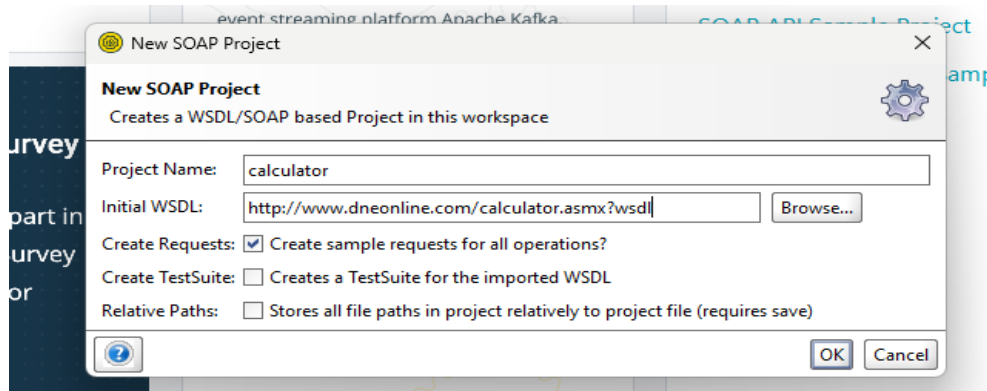 event streaming platform Apache Kafka.
SOAP API Sample Project
New SOAP Project
New SOAP Project
Creates a WSDL/SOAP based Project in this workspace
urvey
Project Name: calculator
Initial WSDL: http://www.dneonline.com/calculator.asmx?wsdl Browse...
part in
Create Requests: Create sample requests for all operations?
urvey
Create TestSuite: Creates a TestSuite for the imported WSDL
or
Relative Paths: Stores all file paths in project relatively to project file (requires save)
OK Cancel